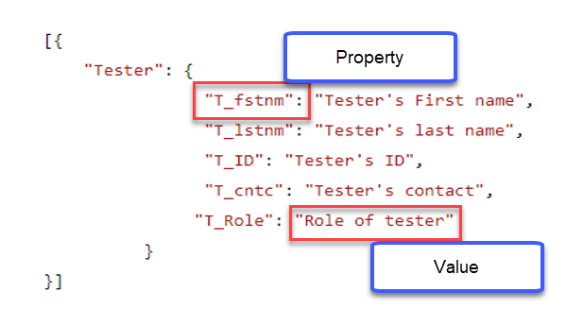 [{
Property
"Tester": {
"T_fstnm": "Tester's First name",
"T_lstnm": "Tester's last name",
"T_ID": "Tester's ID",
"T_cntc": "Tester's contact",
"T_Role": "Role of tester"
}
Value
}]